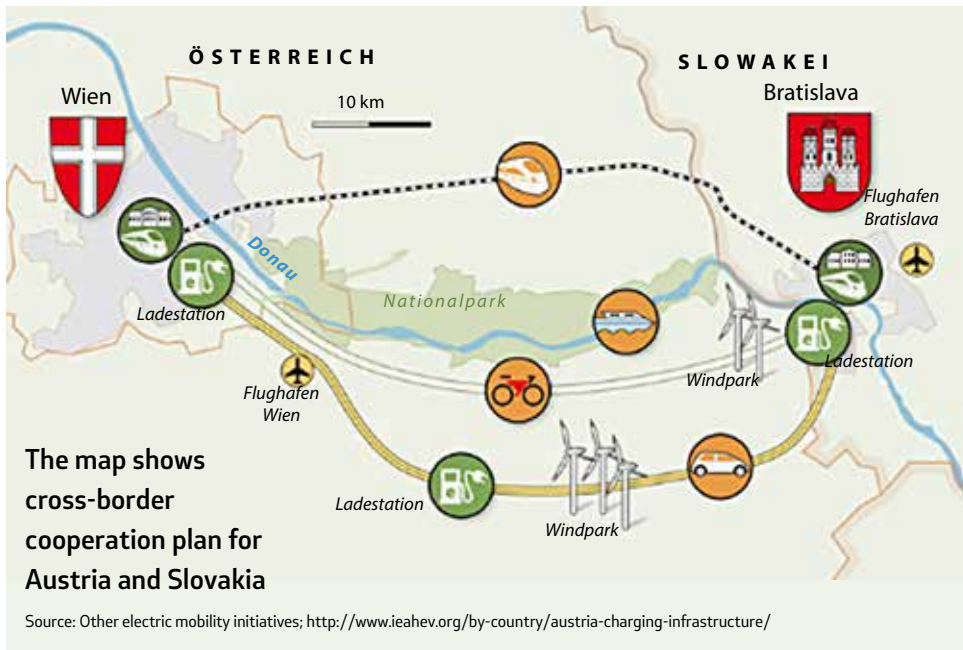 ÖSTERREICH
SLOWAKEI
Wien
10 km
Bratislava
Flughafen
Bratislava
Donau
Nationalpark
Ladestation
Ladestation
Windpark
Flughafen
Wien
Ladestation
Windpark
The map shows
cross-border
cooperation plan for
Austria and Slovakia
Source: Other electric mobility initiatives; http://www.ieahev.org/by-country/austria-charging-infrastructure/